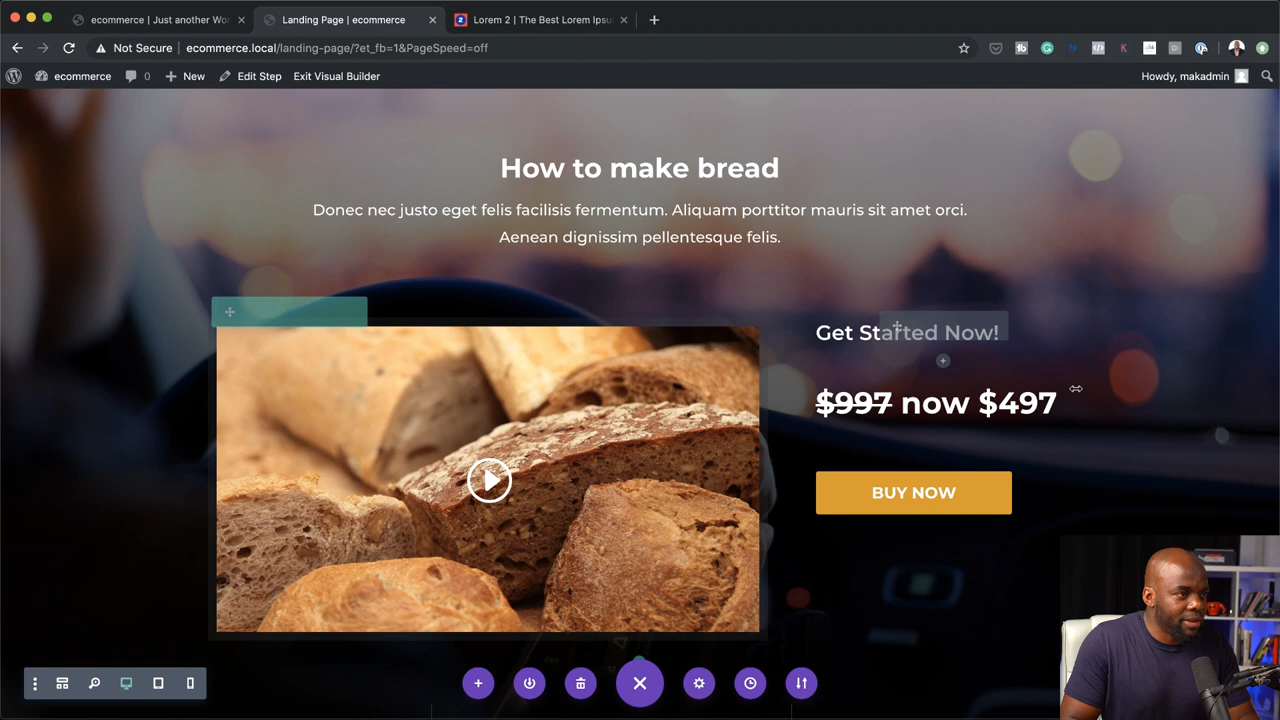 ecommerce | Just another Wor
Landing Page | ecommerce
Lorem 2 | The Best Lorem Ipsu
Not Secure | ecommerce.local/landing-page/?et_fb=1&PageSpeed=off
ecommerce 0 New Edit Step Exit Visual Builder Howdy, makadmin
How to make bread
Donec nec justo eget felis facilisis fermentum. Aliquam porttitor mauris sit amet orci.
Aenean dignissim pellentesque felis.
Get Started Now!
$997 now $497
BUY NOW